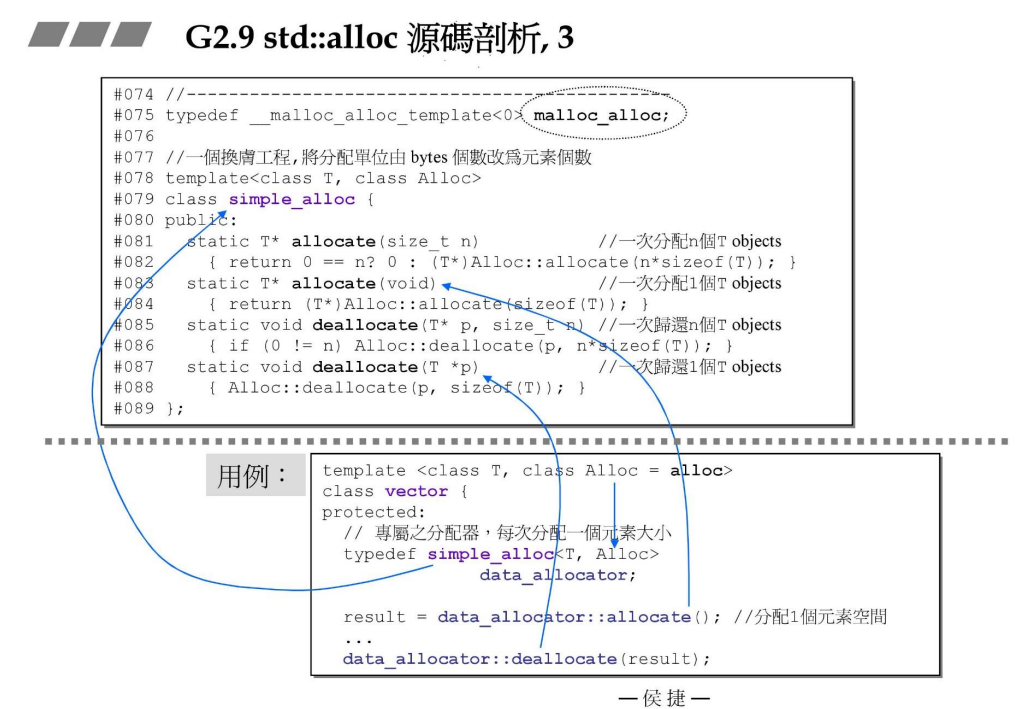 G2.9 std::alloc 源碼剖析, 3
#074 //----------------------------------------------
#075 typedef __malloc_alloc_template<0> malloc_alloc;
#076
#077 //一個換膚工程,將分配單位由 bytes 個數改爲元素個數
#078 template<class T, class Alloc>
#079 class simple_alloc {
#080 public:
#081   static T* allocate(size_t n)           //一次分配n個T objects
#082     { return 0 == n? 0 : (T*)Alloc::allocate(n*sizeof(T)); }
#083   static T* allocate(void)               //一次分配1個T objects
#084     { return (T*)Alloc::allocate(sizeof(T)); }
#085   static void deallocate(T* p, size_t n) //一次歸還n個T objects
#086     { if (0 != n) Alloc::deallocate(p, n*sizeof(T)); }
#087   static void deallocate(T *p)           //一次歸還1個T objects
#088     { Alloc::deallocate(p, sizeof(T)); }
#089 };
用例：
template <class T, class Alloc = alloc>
class vector {
protected:
  // 專屬之分配器，每次分配一個元素大小
  typedef simple_alloc<T, Alloc>
               data_allocator;
  result = data_allocator::allocate(); //分配1個元素空間
  ...
  data_allocator::deallocate(result);
— 侯捷 —